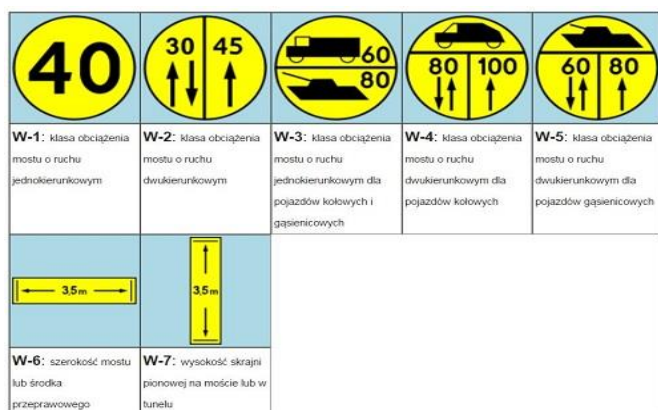 40
30 45
60
80
80 100
60 80
W-1: klasa obciążenia
mostu o ruchu
jednokierunkowym
W-2: klasa obciążenia
mostu o ruchu
dwukierunkowym
W-3: klasa obciążenia
mostu o ruchu
jednokierunkowym dla
pojazdów kołowych i
gąsienicowych
W-4: klasa obciążenia
mostu o ruchu
dwukierunkowym dla
pojazdów kołowych
W-5: klasa obciążenia
mostu o ruchu
dwukierunkowym dla
pojazdów gąsienicowych
3,5m
3,5m
W-6: szerokość mostu
lub środka
przeprawowego
W-7: wysokość skrajni
pionowej na moście lub w
tunelu